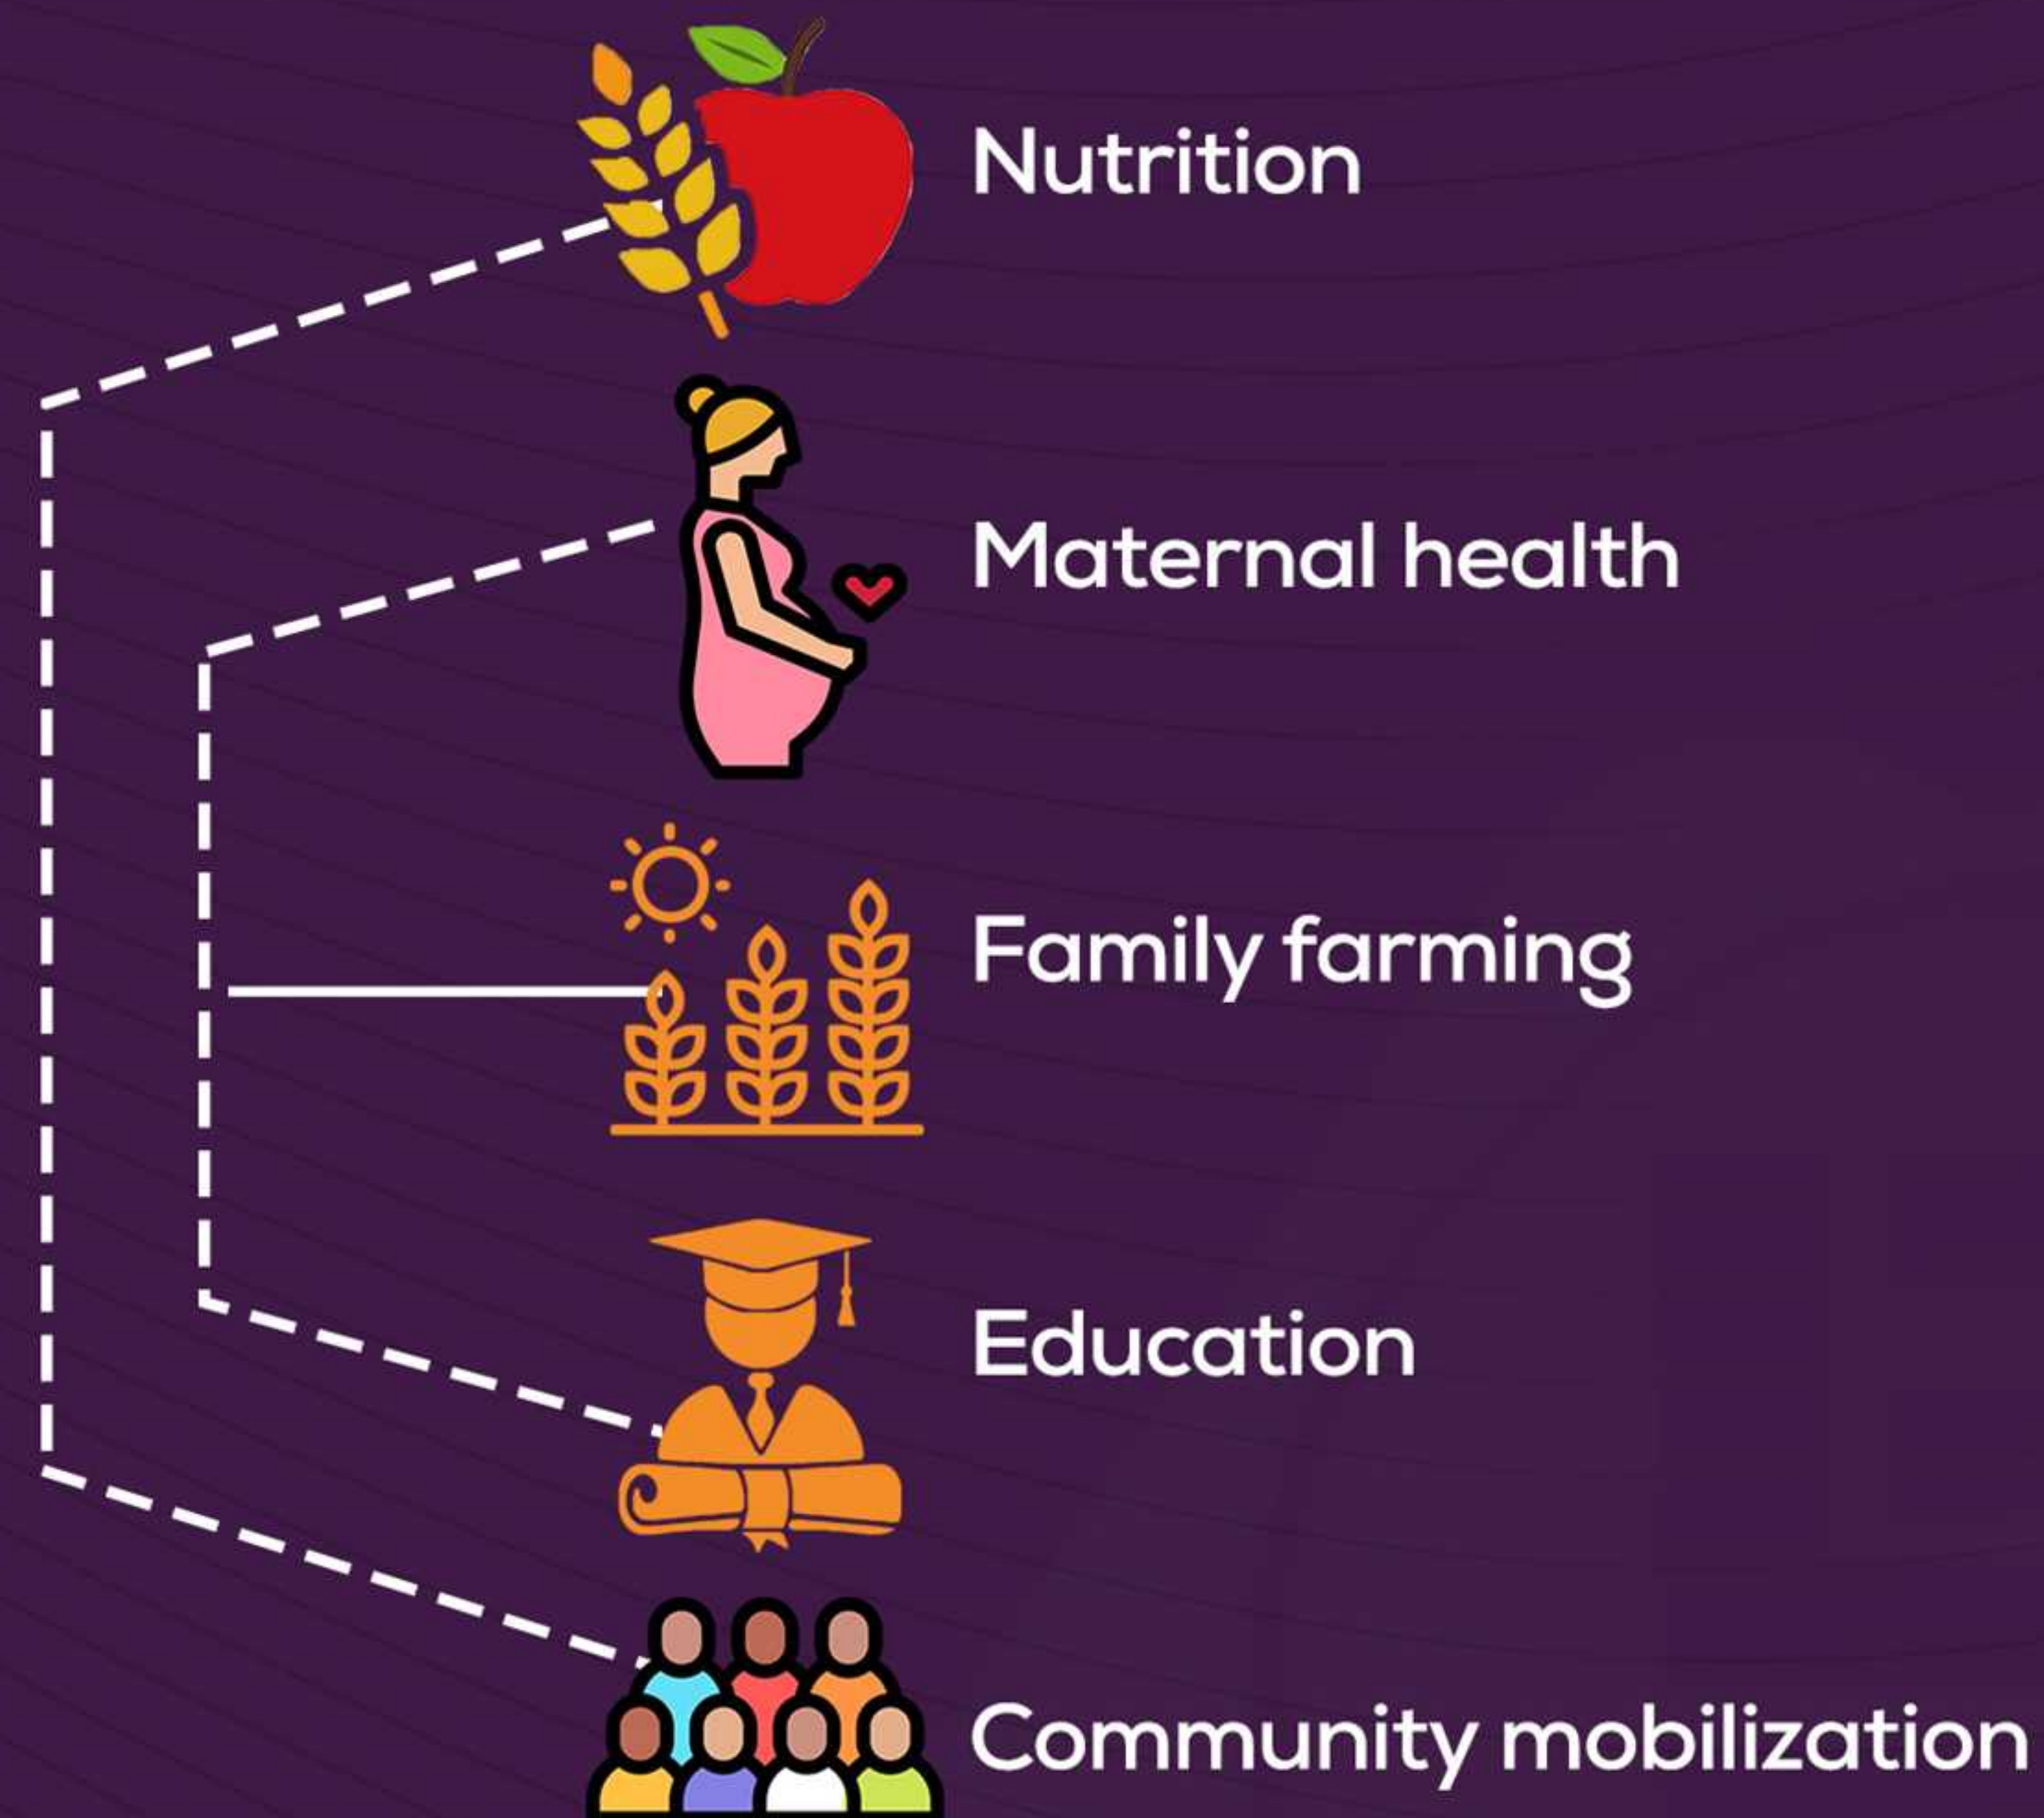 Nutrition
Maternal health
Family farming
Education
Community mobilization